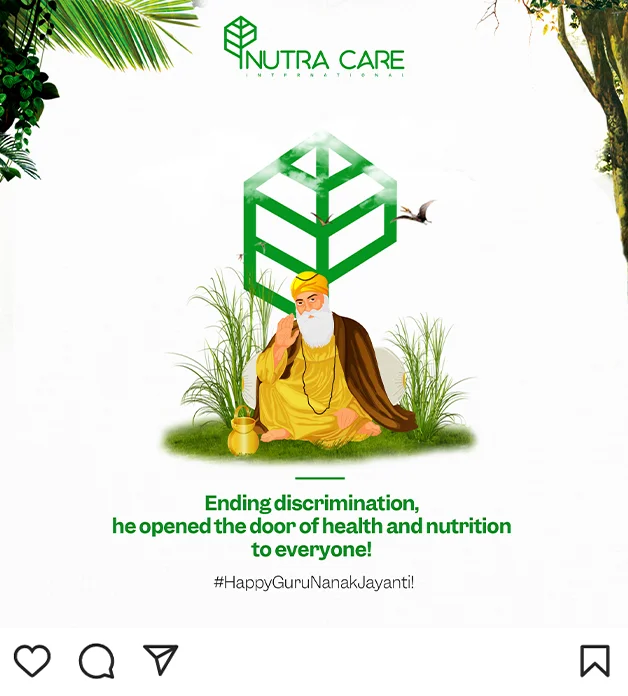 NUTRA CARE
INTERNATIONAL
Ending discrimination,
he opened the door of health and nutrition
to everyone!
#HappyGuruNanakJayanti!